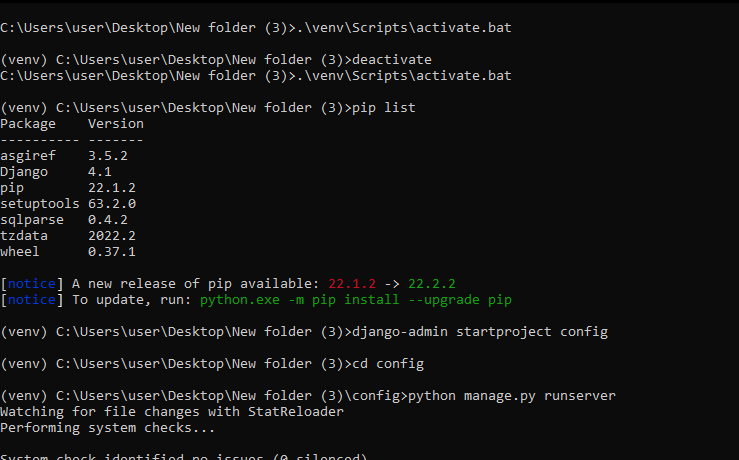 C:\Users\user\Desktop\New folder (3)>.\venv\Scripts\activate.bat
(venv) C:\Users\user\Desktop\New folder (3)>deactivate
C:\Users\user\Desktop\New folder (3)>.\venv\Scripts\activate.bat
(venv) C:\Users\user\Desktop\New folder (3)>pip list
Package    Version
---------- -------
asgiref    3.5.2
Django     4.1
pip        22.1.2
setuptools 63.2.0
sqlparse   0.4.2
tzdata     2022.2
wheel      0.37.1
[notice] A new release of pip available: 22.1.2 -> 22.2.2
[notice] To update, run: python.exe -m pip install --upgrade pip
(venv) C:\Users\user\Desktop\New folder (3)>django-admin startproject config
(venv) C:\Users\user\Desktop\New folder (3)>cd config
(venv) C:\Users\user\Desktop\New folder (3)\config>python manage.py runserver
Watching for file changes with StatReloader
Performing system checks...
System check identified no issues (0 silenced)